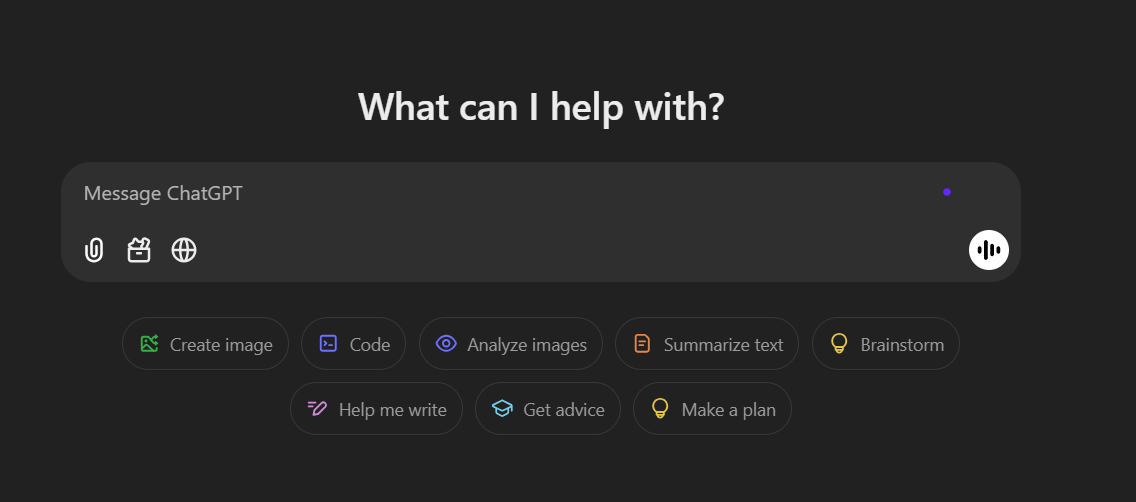 What can I help with?
Message ChatGPT
Create image
Code
Analyze images
Summarize text
Brainstorm
Help me write
Get advice
Make a plan